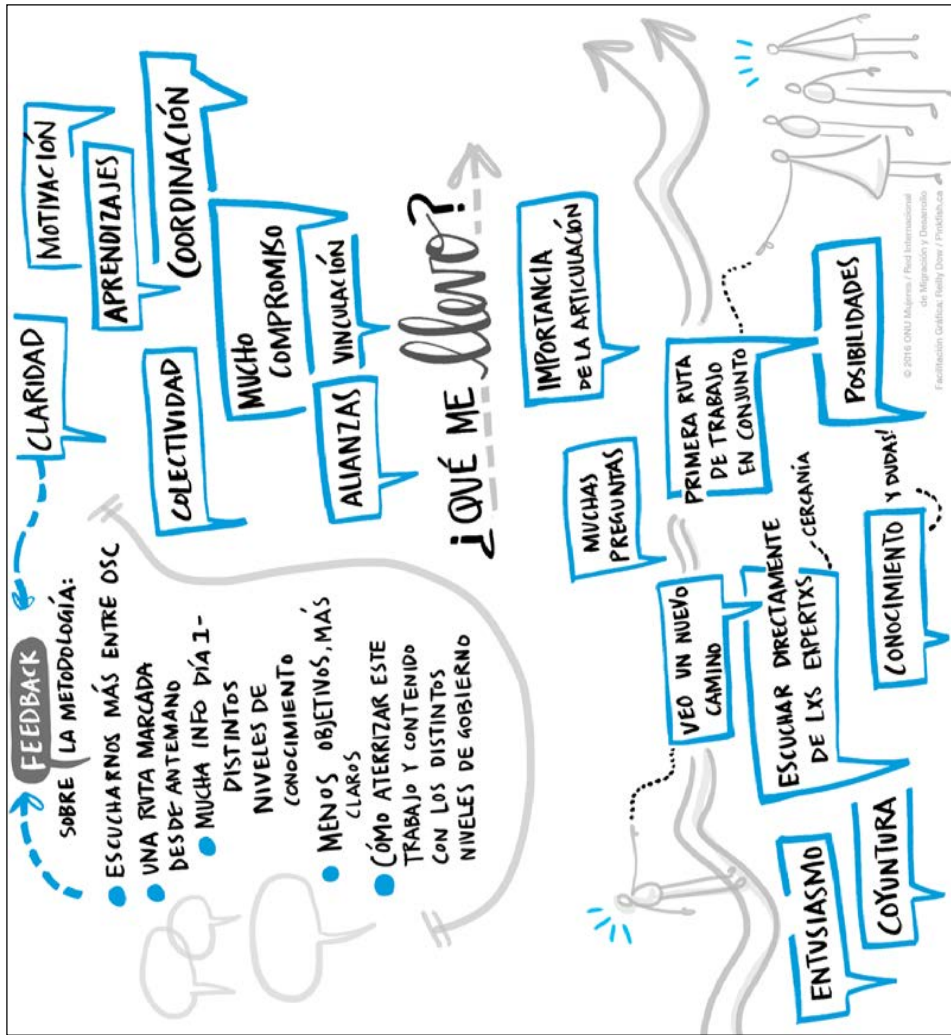 FEEDBACK
SOBRE LA METODOLOGÍA:
ESCUCHARNOS MÁS ENTRE OSC
UNA RUTA MARCADA
DESDE ANTEMANO
MUCHA INFO DÍA 1-
DISTINTOS
NIVELES DE
CONOCIMIENTO
MENOS OBJETIVOS, MÁS
CLAROS
CÓMO ATERRIZAR ESTE
TRABAJO Y CONTENIDO
CON LOS DISTINTOS
NIVELES DE GOBIERNO
CLARIDAD
MOTIVACIÓN
APRENDIZAJES
COORDINACIÓN
COLECTIVIDAD
MUCHO
COMPROMISO
ALIANZAS
VINCULACIÓN
¿QUÉ ME llevo?
MUCHAS
PREGUNTAS
IMPORTANCIA
DE LA ARTICULACIÓN
VEO UN NUEVO
CAMINO
PRIMERA RUTA
DE TRABAJO
EN CONJUNTO
ESCUCHAR DIRECTAMENTE
DE LXS EXPERTXS
CERCANÍA
POSIBILIDADES
ENTUSIASMO
COYUNTURA
CONOCIMIENTO
Y DUDAS!
© 2016 ONU Mujeres / Red Internacional
de Migración y Desarrollo
Facilitación Gráfica: Reilly Dow / Pinkfish.ca